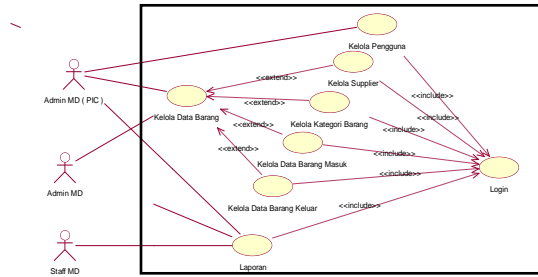 Kelola Pengguna
<<extend>>
Kelola Supplier
<<include>>
Admin MD ( PIC )
<<extend>>
<<include>>
Kelola Data Barang
<<extend>>
Kelola Kategori Barang
<<include>>
<<extend>>
<<include>>
Kelola Data Barang Masuk
Admin MD
<<include>>
Login
Kelola Data Barang Keluar
<<include>>
Staff MD
Laporan